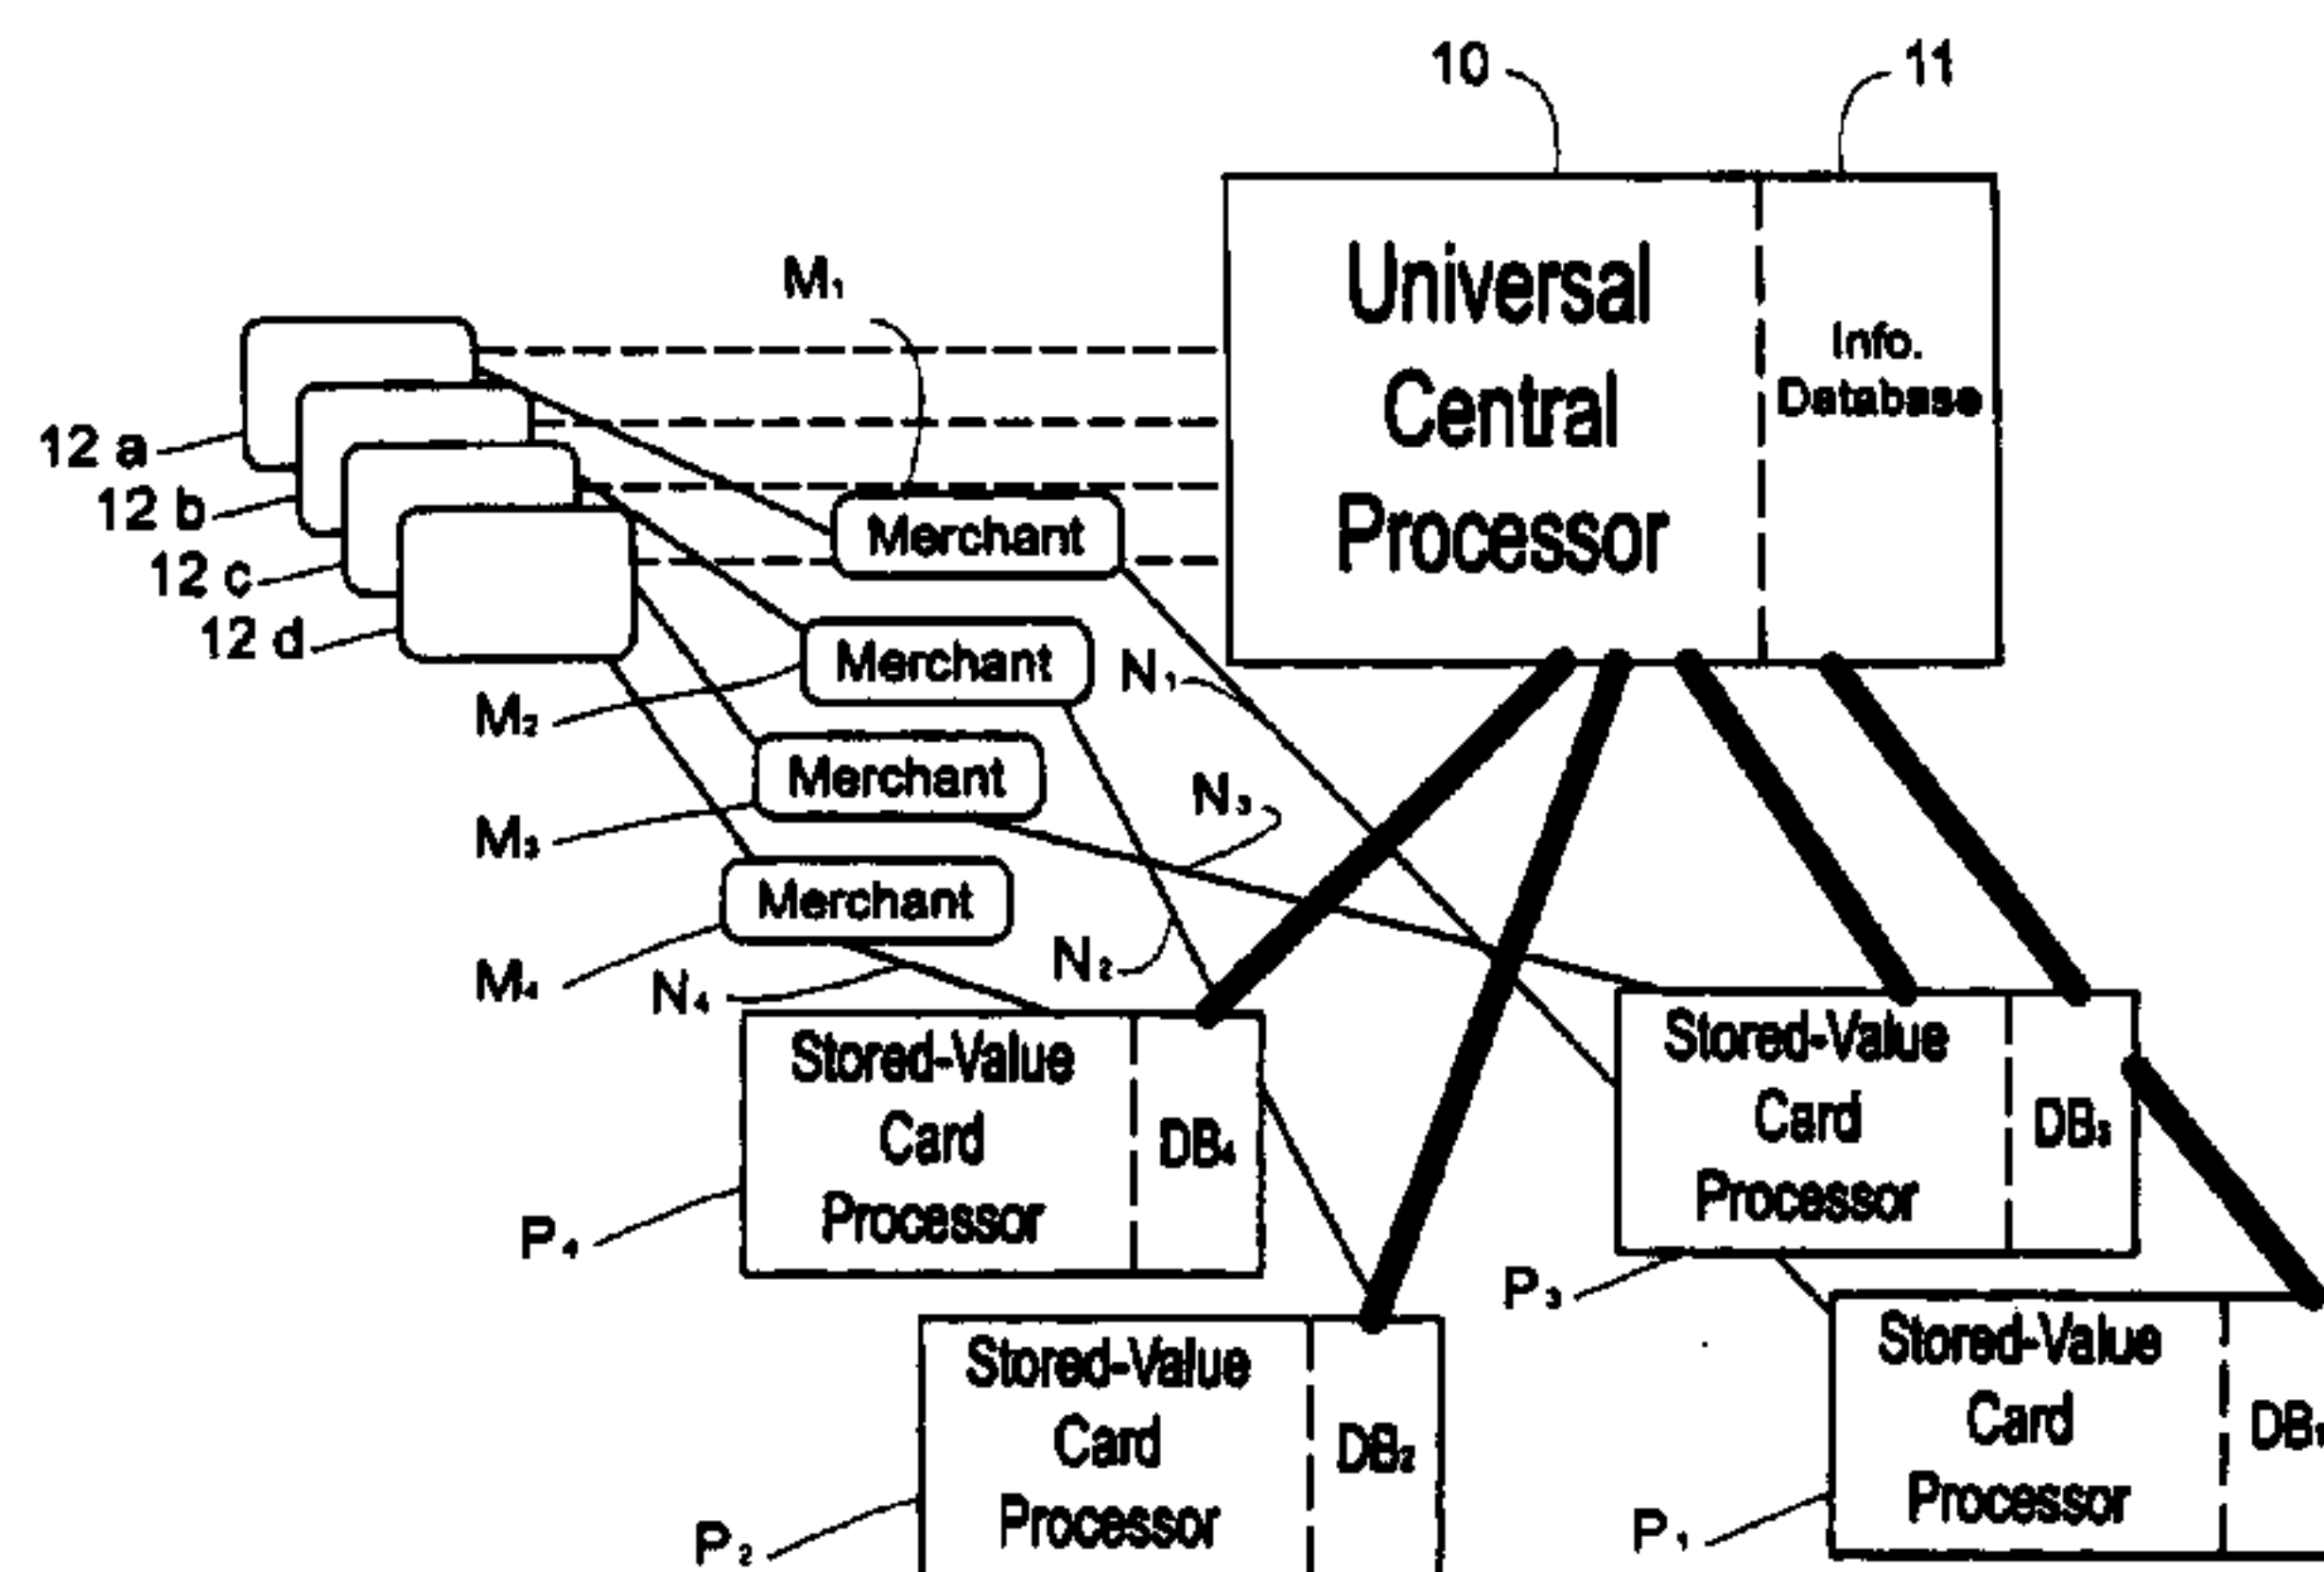 10
11
Universal
Central
Processor
Info.
Database
M₁
12 a
12 b
12 c
12 d
Merchant
Merchant
Merchant
Merchant
M₂
M₃
M₄
N₁
N₃
N₂
N₄
Stored-Value
Card
Processor
DB₄
P₄
Stored-Value
Card
Processor
DB₃
P₃
Stored-Value
Card
Processor
DB₂
P₂
Stored-Value
Card
Processor
DB₁
P₁